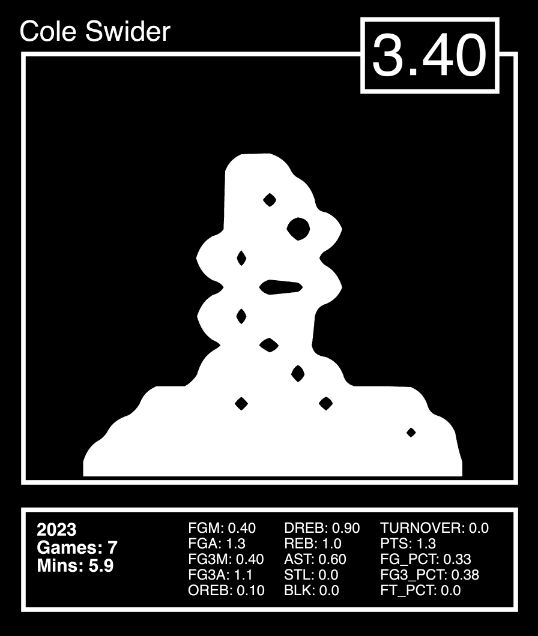 Cole Swider
3.40
2023
Games: 7
Mins: 5.9
FGM: 0.40
FGA: 1.3
FG3M: 0.40
FG3A: 1.1
OREB: 0.10
DREB: 0.90
REB: 1.0
AST: 0.60
STL: 0.0
BLK: 0.0
TURNOVER: 0.0
PTS: 1.3
FG_PCT: 0.33
FG3_PCT: 0.38
FT_PCT: 0.0